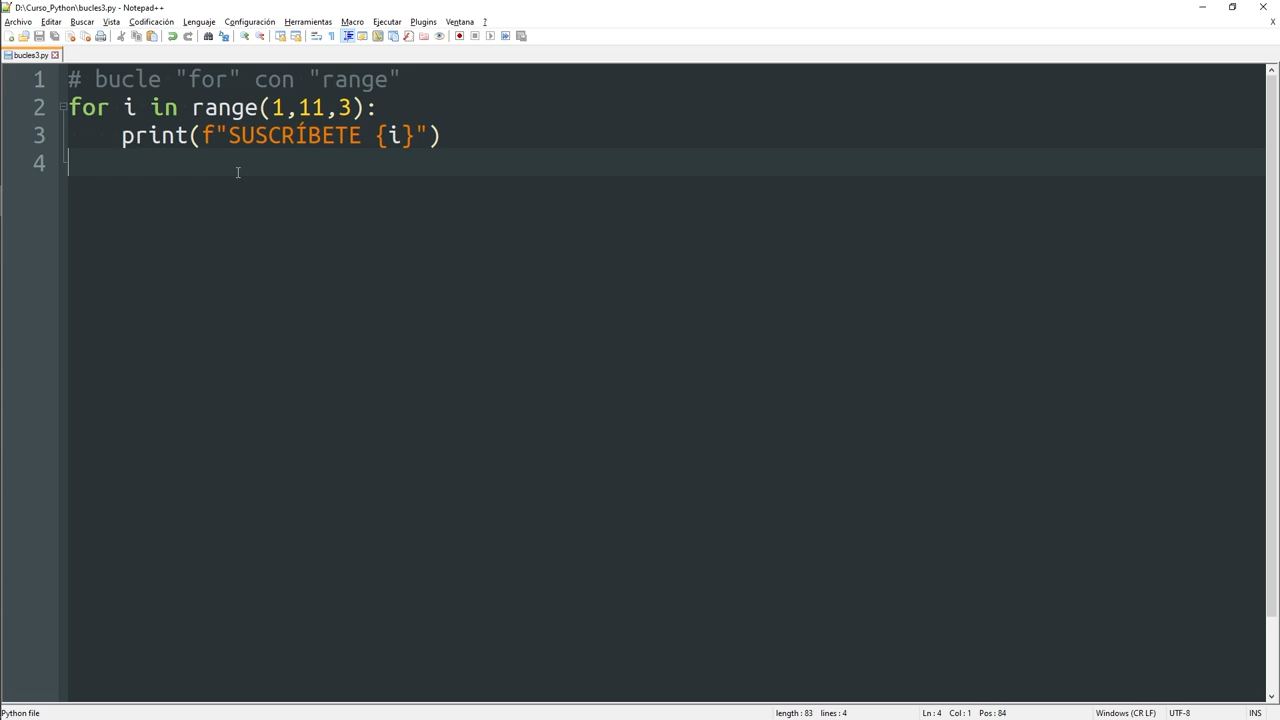 D:\Curso_Python\bucles3.py - Notepad++
Archivo Editar Buscar Vista Codificación Lenguaje Configuración Herramientas Macro Ejecutar Plugins Ventana ?
X
bucles3.py
1 # bucle "for" con "range"
2 for i in range(1,11,3):
3     print(f"SUSCRÍBETE {i}")
4
Python file length : 83 lines : 4 Ln : 4 Col : 1 Pos : 84 Windows (CR LF) UTF-8 INS